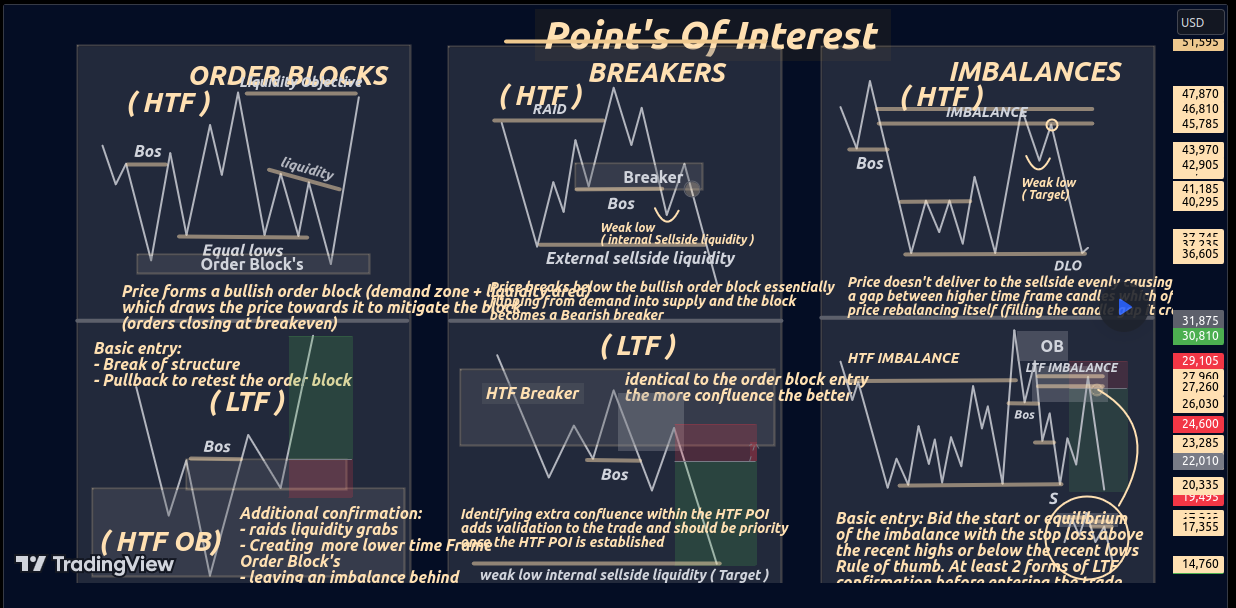 Point's Of Interest
USD
ORDER BLOCKS
Liquidity Objective
( HTF )
Bos
liquidity
Equal lows
Order Block's
Price forms a bullish order block (demand zone + liquidity area)
which draws the price towards it to mitigate the block
(orders closing at breakeven)
BREAKERS
( HTF )
RAID
Breaker
Bos
Weak low
( internal Sellside liquidity )
External sellside liquidity
Price breaks below the bullish order block essentially
flipping from demand into supply and the block
becomes a Bearish breaker
IMBALANCES
( HTF )
IMBALANCE
Bos
Weak low
( Target)
DLO
Price doesn't deliver to the sellside evenly causing
a gap between higher time frame candles which of
price rebalancing itself (filling the candle
Basic entry:
- Break of structure
- Pullback to retest the order block
( LTF )
Bos
Additional confirmation:
- raids liquidity grabs
- Creating more lower time Frame
Order Block's
- leaving an imbalance behind
( HTF OB)
TradingView
( LTF )
identical to the order block entry
the more confluence the better
HTF Breaker
Bos
Identifying extra confluence within the HTF POI
adds validation to the trade and should be priority
once the HTF POI is established
weak low internal sellside liquidity ( Target )
OB
HTF IMBALANCE
LTF IMBALANCE
Bos
S
Basic entry: Bid the start or equilibrium
of the imbalance with the stop loss above
the recent highs or below the recent lows
Rule of thumb. At least 2 forms of LTF
confirmation before entering the trade
51,595
47,870
46,810
45,785
43,970
42,905
41,185
40,295
37,745
37,235
36,605
31,875
30,810
29,105
27,960
27,260
26,030
24,600
23,285
22,010
20,335
19,495
17,355
14,760